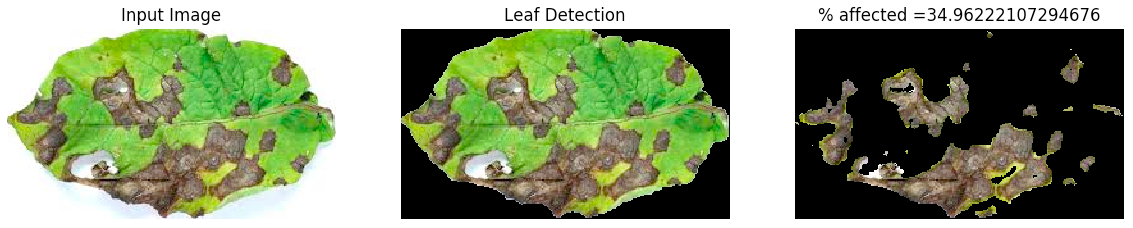 Input Image
Leaf Detection
% affected =34.96222107294676